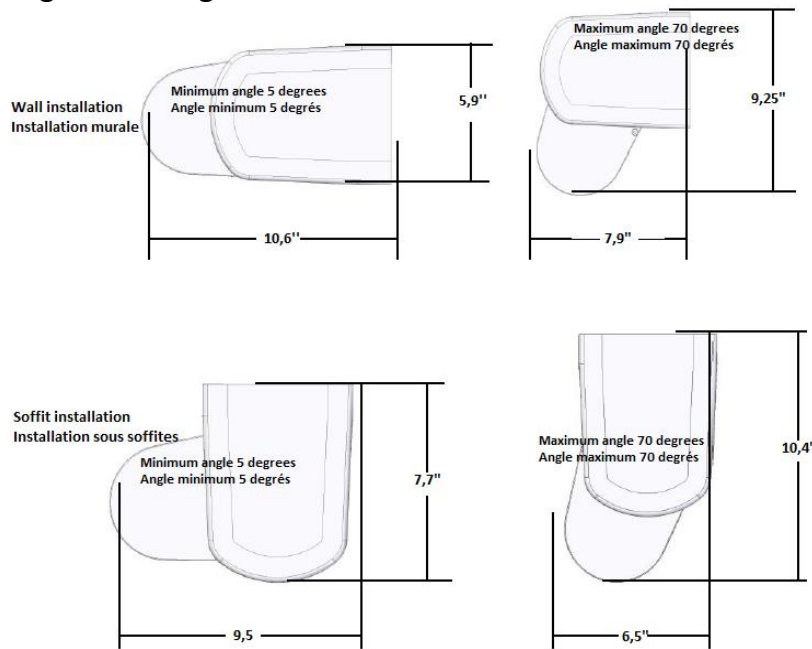 Maximum angle 70 degrees
Angle maximum 70 degrés
Minimum angle 5 degrees
Angle minimum 5 degrés
Wall installation
Installation murale
5,9''
9,25"
10,6''
7,9"
Soffit installation
Installation sous soffites
Minimum angle 5 degrees
Angle minimum 5 degrés
Maximum angle 70 degrees
Angle maximum 70 degrés
7,7"
10,4"
9,5
6,5"